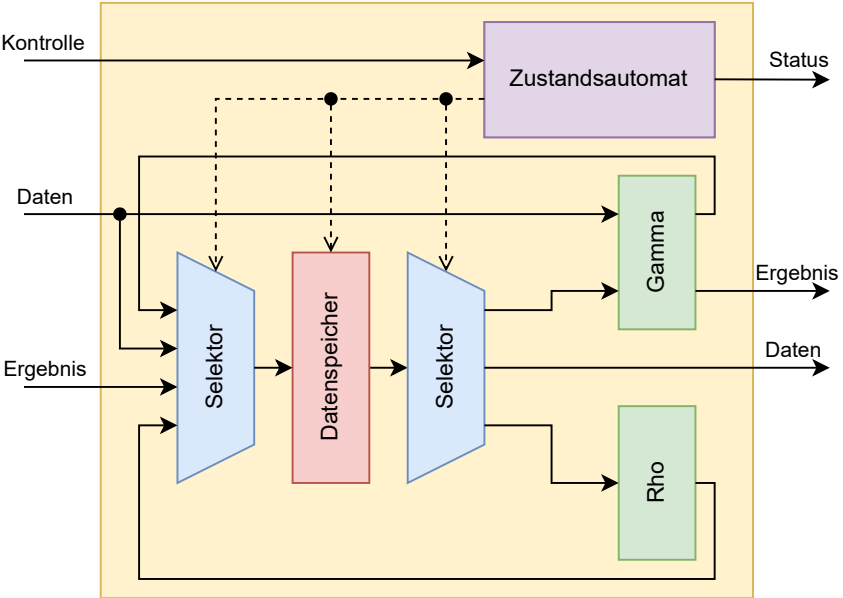 Kontrolle
Zustandsautomat
Status
Daten
Gamma
Ergebnis
Selektor
Datenspeicher
Selektor
Daten
Ergebnis
Rho